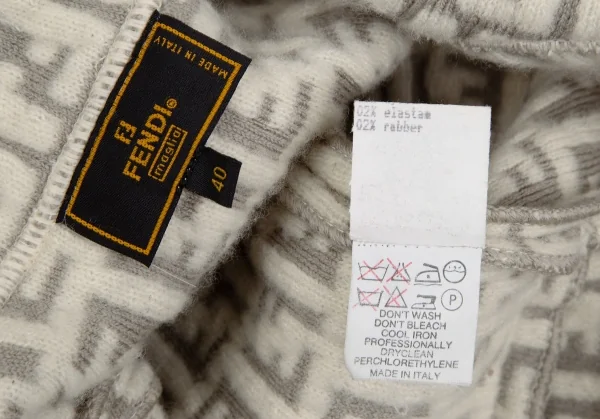 MADE IN ITALY
FENDI®
maglia
40
02% elastam
02% rubber
P
DON'T WASH
DON'T BLEACH
COOL IRON
PROFESSIONALLY
DRYCLEAN
PERCHLORETHYLENE
MADE IN ITALY